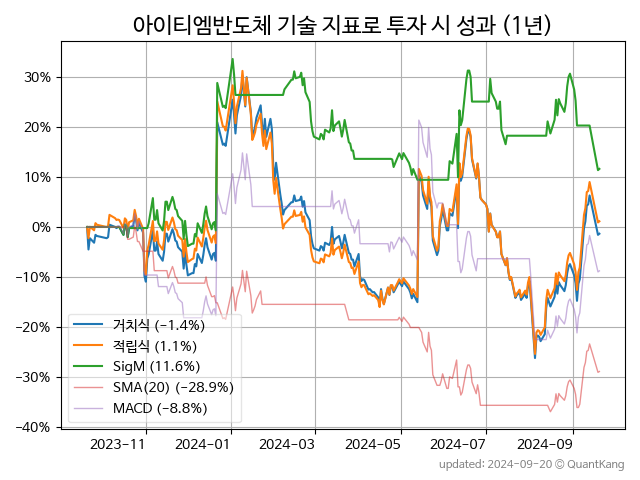 아이티엠반도체 기술 지표로 투자 시 성과 (1년)
30%
20%
10%
0%
−10%
−20%
−30%
−40%
거치식 (−1.4%)
적립식 (1.1%)
SigM (11.6%)
SMA(20) (−28.9%)
MACD (−8.8%)
2023−11 2024−01 2024−03 2024−05 2024−07 2024−09
updated: 2024−09−20 @ QuantKang